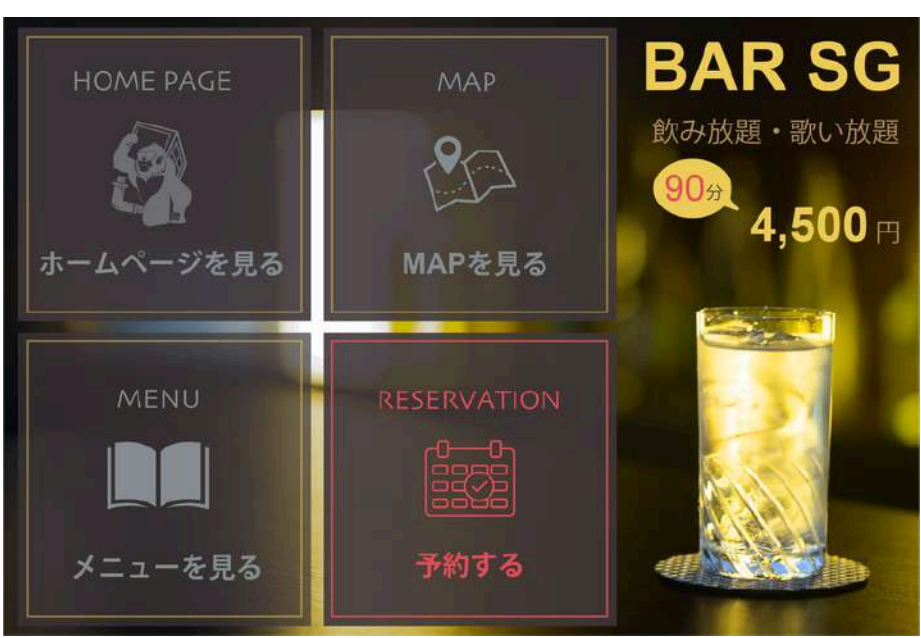 HOME PAGE
ホームページを見る
MAP
MAPを見る
BAR SG
飲み放題・歌い放題
90分
4,500円
MENU
メニューを見る
RESERVATION
予約する